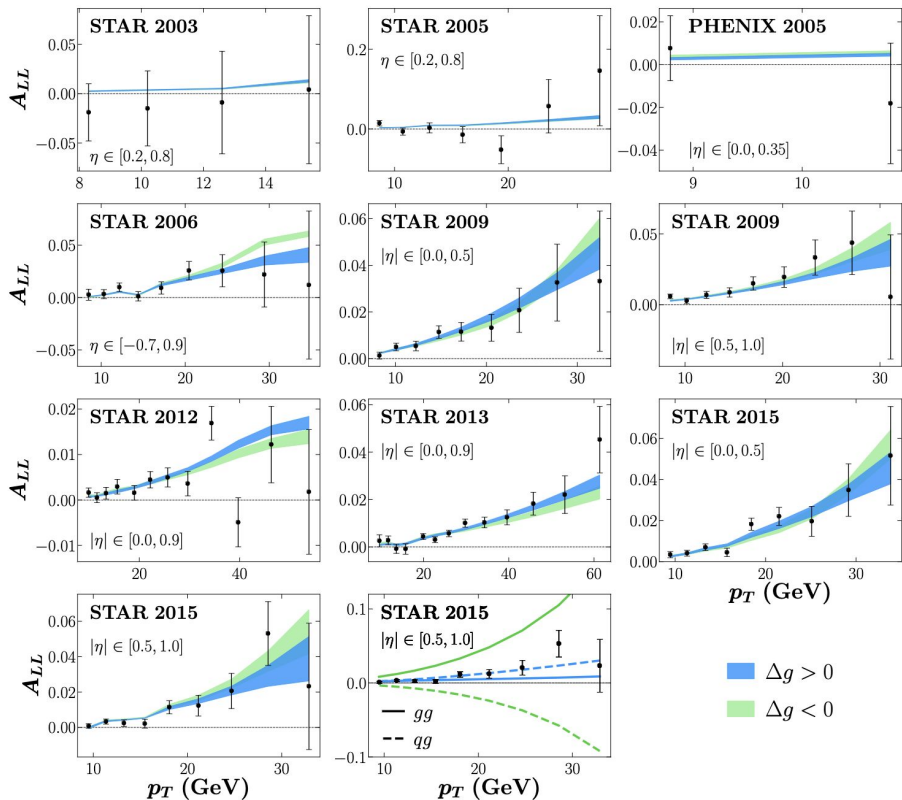 STAR 2003
STAR 2005
PHENIX 2005
A_{LL}
0.05
0.00
−0.05
η ∈ [0.2, 0.8]
8 10 12 14
0.2
0.0
η ∈ [0.2, 0.8]
10 20
0.02
0.00
−0.02
−0.04
|η| ∈ [0.0, 0.35]
9 10
STAR 2006
STAR 2009
STAR 2009
A_{LL}
0.05
0.00
−0.05
η ∈ [−0.7, 0.9]
10 20 30
0.06
0.04
0.02
0.00
|η| ∈ [0.0, 0.5]
10 20 30
0.05
0.00
|η| ∈ [0.5, 1.0]
10 20 30
STAR 2012
STAR 2013
STAR 2015
A_{LL}
0.02
0.01
0.00
−0.01
|η| ∈ [0.0, 0.9]
20 40
0.06
0.04
0.02
0.00
|η| ∈ [0.0, 0.9]
20 40 60
0.06
0.04
0.02
0.00
|η| ∈ [0.0, 0.5]
10 20 30
p_T (GeV)
STAR 2015
STAR 2015
A_{LL}
0.06
0.04
0.02
0.00
|η| ∈ [0.5, 1.0]
10 20 30
p_T (GeV)
0.1
0.0
−0.1
|η| ∈ [0.5, 1.0]
gg
qg
10 20 30
p_T (GeV)
Δg > 0
Δg < 0